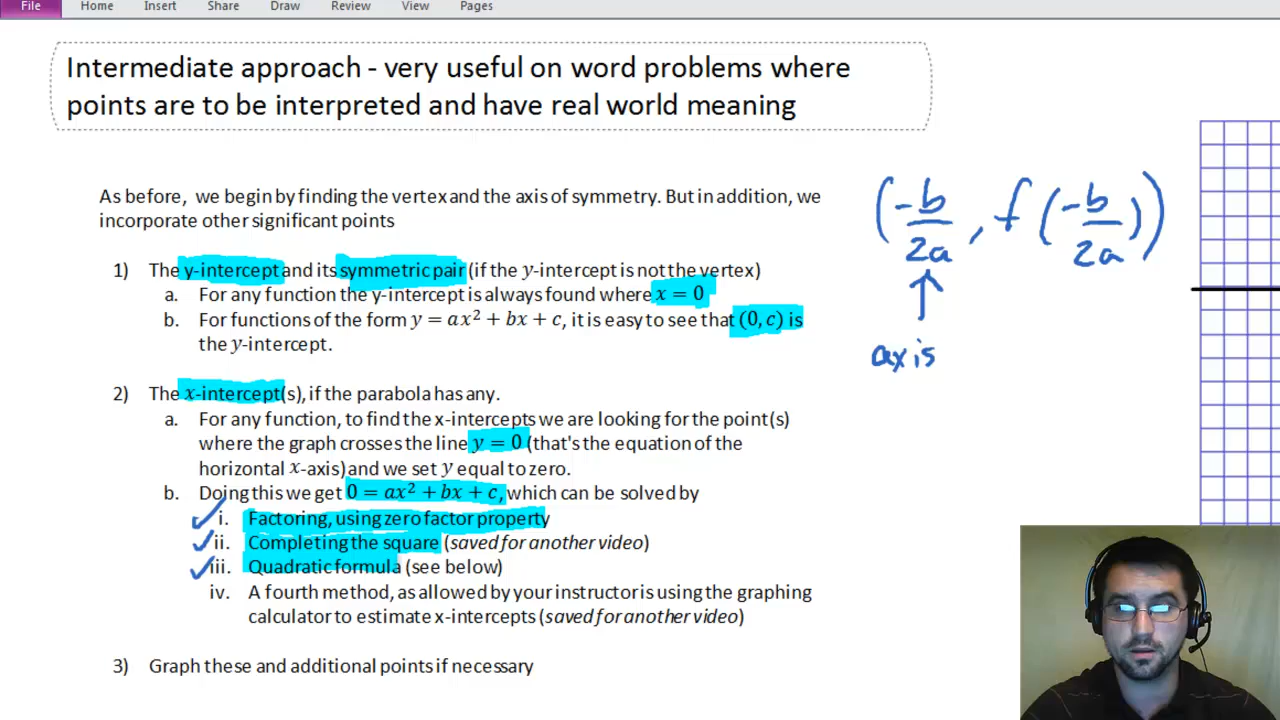 File Home Insert Share Draw Review View Pages
Intermediate approach - very useful on word problems where
points are to be interpreted and have real world meaning
As before, we begin by finding the vertex and the axis of symmetry. But in addition, we
incorporate other significant points
1) The y-intercept and its symmetric pair (if the y-intercept is not the vertex)
a. For any function the y-intercept is always found where x = 0
b. For functions of the form y = ax² + bx + c, it is easy to see that (0, c) is
the y-intercept.
2) The x-intercept(s), if the parabola has any.
a. For any function, to find the x-intercepts we are looking for the point(s)
where the graph crosses the line y = 0 (that's the equation of the
horizontal x-axis) and we set y equal to zero.
b. Doing this we get 0 = ax² + bx + c, which can be solved by
i. Factoring, using zero factor property
ii. Completing the square (saved for another video)
iii. Quadratic formula (see below)
iv. A fourth method, as allowed by your instructor is using the graphing
calculator to estimate x-intercepts (saved for another video)
3) Graph these and additional points if necessary
(-b/2a, f(-b/2a))
axis